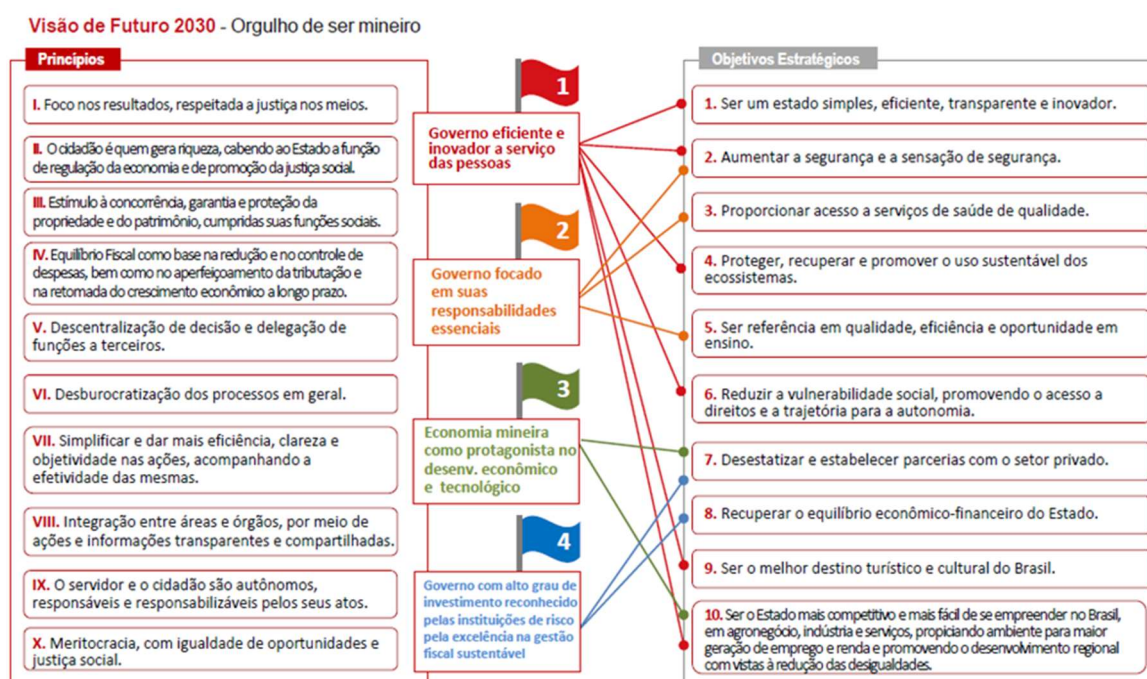 Visão de Futuro 2030 - Orgulho de ser mineiro
Princípios
I. Foco nos resultados, respeitada a justiça nos meios.
II. O cidadão é quem gera riqueza, cabendo ao Estado a função
de regulação da economia e de promoção da justiça social.
III. Estímulo à concorrência, garantia e proteção da
propriedade e do patrimônio, cumpridas suas funções sociais.
IV. Equilíbrio Fiscal como base na redução e no controle de
despesas, bem como no aperfeiçoamento da tributação e
na retomada do crescimento econômico a longo prazo.
V. Descentralização de decisão e delegação de
funções a terceiros.
VI. Desburocratização dos processos em geral.
VII. Simplificar e dar mais eficiência, clareza e
objetividade nas ações, acompanhando a
efetividade das mesmas.
VIII. Integração entre áreas e órgãos, por meio de
ações e informações transparentes e compartilhadas.
IX. O servidor e o cidadão são autônomos,
responsáveis e responsabilizáveis pelos seus atos.
X. Meritocracia, com igualdade de oportunidades e
justiça social.
1
Governo eficiente e
inovador a serviço
das pessoas
2
Governo focado
em suas
responsabilidades
essenciais
3
Economia mineira
como protagonista no
desenv. econômico
e tecnológico
4
Governo com alto grau de
investimento reconhecido
pelas instituições de risco
pela excelência na gestão
fiscal sustentável
Objetivos Estratégicos
1. Ser um estado simples, eficiente, transparente e inovador.
2. Aumentar a segurança e a sensação de segurança.
3. Proporcionar acesso a serviços de saúde de qualidade.
4. Proteger, recuperar e promover o uso sustentável dos
ecossistemas.
5. Ser referência em qualidade, eficiência e oportunidade em
ensino.
6. Reduzir a vulnerabilidade social, promovendo o acesso a
direitos e a trajetória para a autonomia.
7. Desestatizar e estabelecer parcerias com o setor privado.
8. Recuperar o equilíbrio econômico-financeiro do Estado.
9. Ser o melhor destino turístico e cultural do Brasil.
10. Ser o Estado mais competitivo e mais fácil de se empreender no Brasil,
em agronegócio, indústria e serviços, propiciando ambiente para maior
geração de emprego e renda e promovendo o desenvolvimento regional
com vistas à redução das desigualdades.